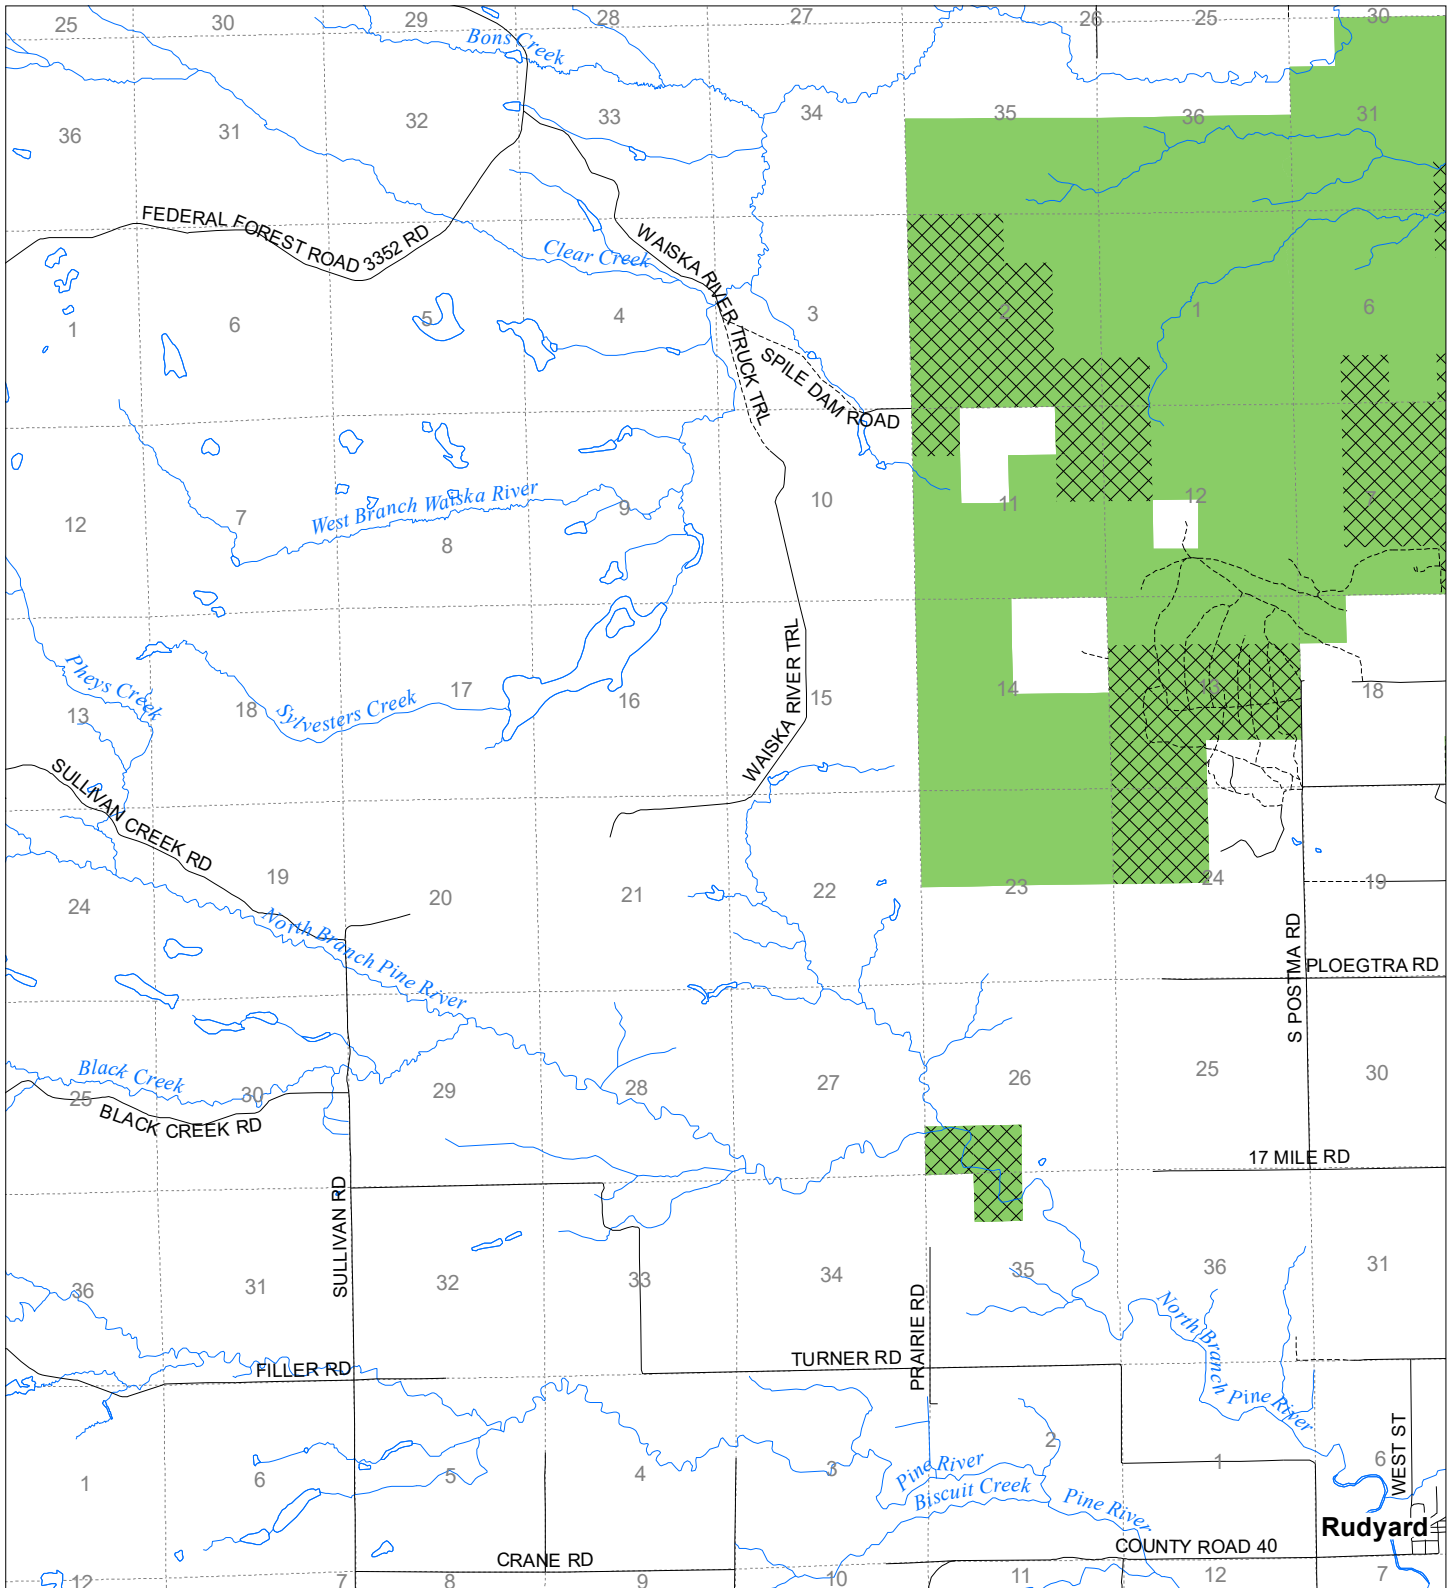 25 30 29 28 27 26 25 30
Bons Creek
36 31 32 33 34 35 36 31
FEDERAL FOREST ROAD 3352 RD
WAISKA RIVER TRUCK TRL
Clear Creek
1 6 5 4 3 2 1 6
SPILE DAM ROAD
West Branch Waiska River
12 7 8 9 10 11 12 7
Pheys Creek
Sylvesters Creek
WAISKA RIVER TRL
13 18 17 16 15 14 13 18
SULLIVAN CREEK RD
24 19 20 21 22 23 24 19
North Branch Pine River
S POSTMA RD
PLOEGTRA RD
Black Creek
25 30 29 28 27 26 25 30
BLACK CREEK RD
17 MILE RD
SULLIVAN RD
36 31 32 33 34 35 36 31
PRAIRIE RD
North Branch Pine River
FILLER RD
TURNER RD
WEST ST
1 6 5 4 3 2 1 6
Pine River
Biscuit Creek
Pine River
Rudyard
CRANE RD
COUNTY ROAD 40
12 7 8 9 10 11 12 7